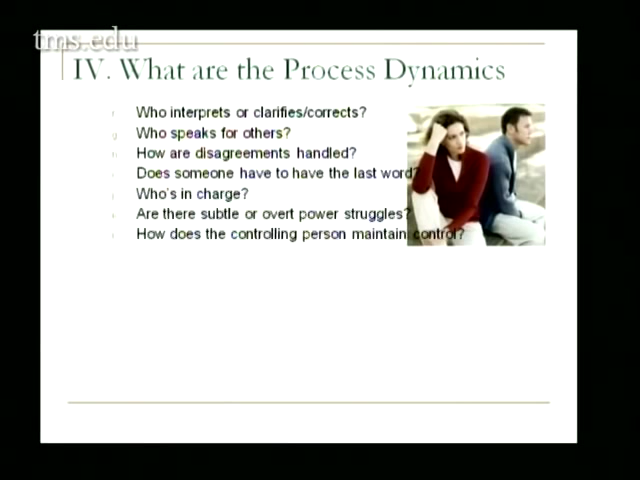 tms.edu
IV. What are the Process Dynamics
Who interprets or clarifies/corrects?
Who speaks for others?
How are disagreements handled?
Does someone have to have the last word?
Who's in charge?
Are there subtle or overt power struggles?
How does the controlling person maintain control?